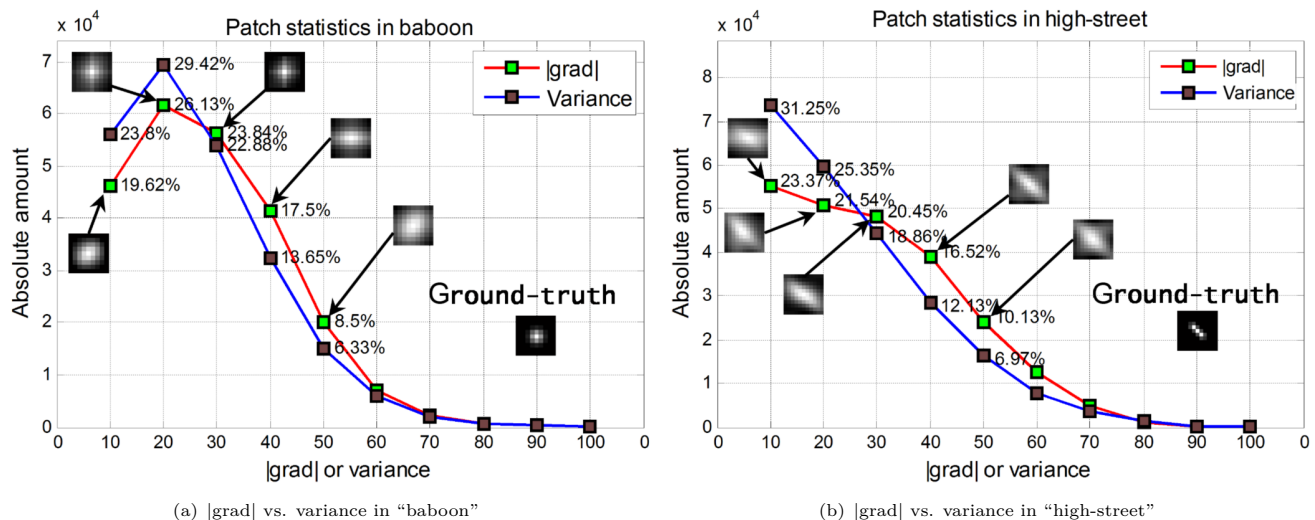 Patch statistics in baboon
x 10^4
|grad|
Variance
7
6
5
4
3
2
1
0
29.42%
26.13%
23.8%
23.84%
22.88%
19.62%
17.5%
13.65%
8.5%
6.33%
Ground-truth
Absolute amount
0 10 20 30 40 50 60 70 80 90 100 0
|grad| or variance
(a) |grad| vs. variance in “baboon”
Patch statistics in high-street
x 10^4
|grad|
Variance
8
7
6
5
4
3
2
1
0
31.25%
25.35%
23.37%
21.54%
20.45%
18.86%
16.52%
12.13%
10.13%
6.97%
Ground-truth
Absolute amount
0 10 20 30 40 50 60 70 80 90 100 0
|grad| or variance
(b) |grad| vs. variance in “high-street”